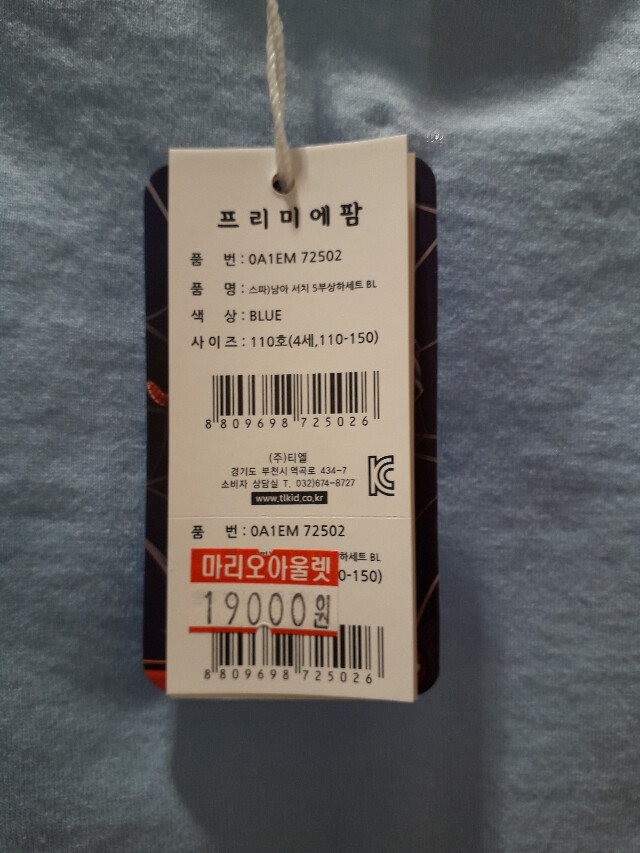 프리미에팜
품 번 : 0A1EM 72502
품 명 : 스파)남아 서치 5부상하세트 BL
색 상 : BLUE
사이즈 : 110호(4세,110-150)
8 809698 725026
(주)티엘
경기도 부천시 역곡로 434-7
소비자 상담실 T. 032)674-8727
www.tlkid.co.kr
품 번 : 0A1EM 72502
하세트 BL
마리오아울렛
0-150)
19000원
8 809698 725026